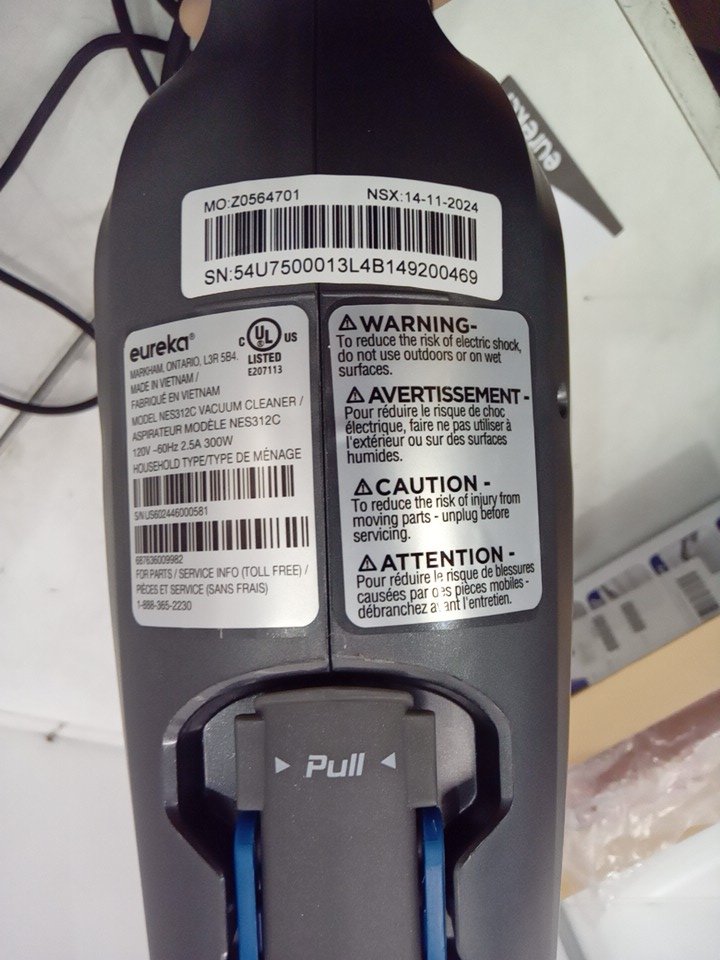 eureka
MO:Z0564701 NSX:14-11-2024
SN:54U7500013L4B149200469
eureka®
C UL® US
LISTED
E207113
MARKHAM, ONTARIO, L3R 5B4.
MADE IN VIETNAM /
FABRIQUÉ EN VIETNAM
MODEL NES312C VACUUM CLEANER /
ASPIRATEUR MODÈLE NES312C
120V ~60Hz 2.5A 300W
HOUSEHOLD TYPE/TYPE DE MÉNAGE
S/N:US602446000581
687636009982
FOR PARTS / SERVICE INFO (TOLL FREE) /
PIÈCES ET SERVICE (SANS FRAIS)
1-888-365-2230
⚠WARNING-
To reduce the risk of electric shock,
do not use outdoors or on wet
surfaces.
⚠AVERTISSEMENT-
Pour réduire le risque de choc
électrique, faire ne pas utiliser à
l'extérieur ou sur des surfaces
humides.
⚠CAUTION -
To reduce the risk of injury from
moving parts - unplug before
servicing.
⚠ATTENTION -
Pour réduire le risque de blessures
causées par des pièces mobiles -
débranchez avant l'entretien.
▶ Pull ◀